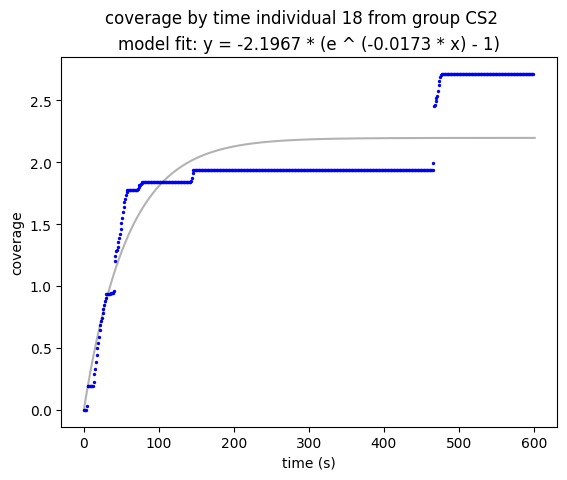 coverage by time individual 18 from group CS2
model fit: y = -2.1967 * (e ^ (-0.0173 * x) - 1)
coverage
2.5
2.0
1.5
1.0
0.5
0.0
0 100 200 300 400 500 600
time (s)